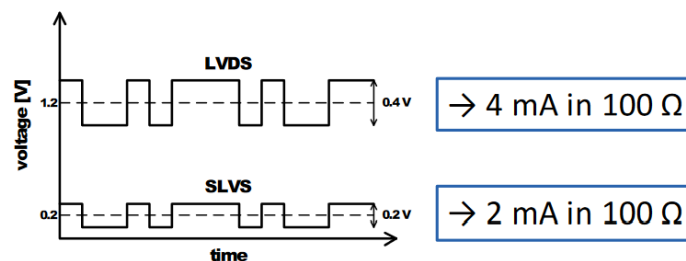 voltage [V]
LVDS
1.2
0.4 V
→ 4 mA in 100 Ω
SLVS
0.2
0.2 V
→ 2 mA in 100 Ω
time